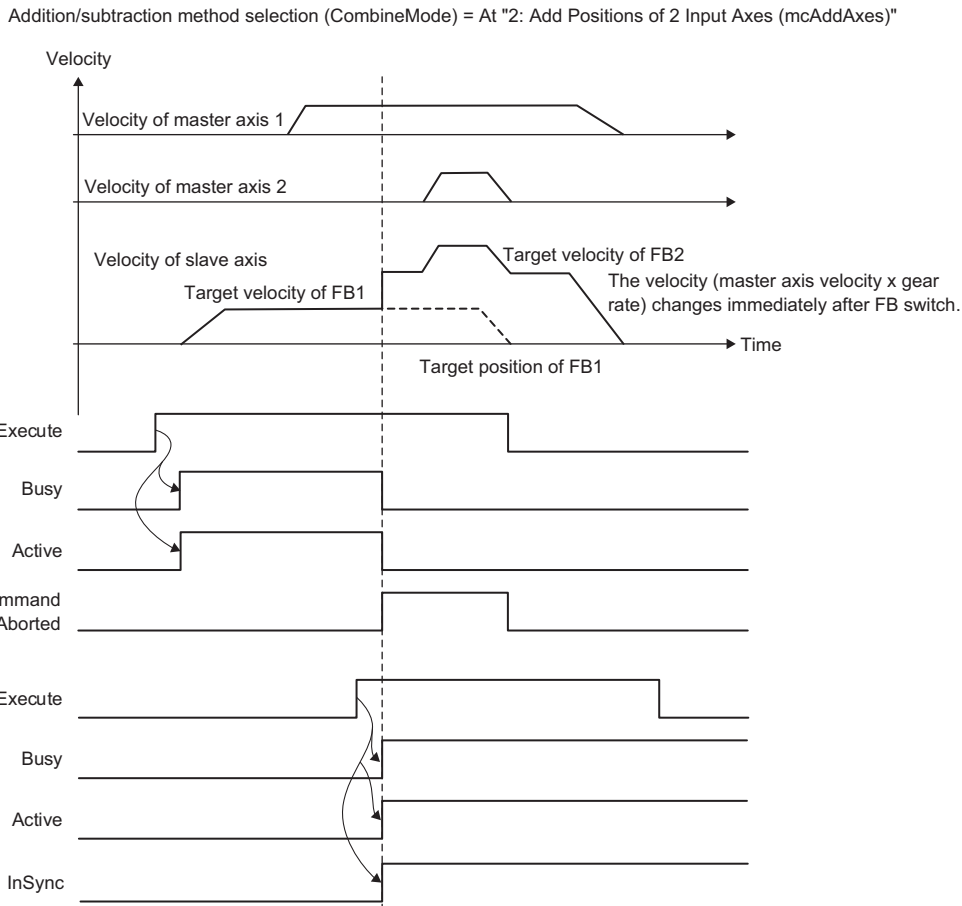 Addition/subtraction method selection (CombineMode) = At "2: Add Positions of 2 Input Axes (mcAddAxes)"
Velocity
Velocity of master axis 1
Velocity of master axis 2
Velocity of slave axis
Target velocity of FB2
The velocity (master axis velocity x gear
rate) changes immediately after FB switch.
Target velocity of FB1
Time
Target position of FB1
Execute
Busy
Active
mmand
Aborted
Execute
Busy
Active
InSync